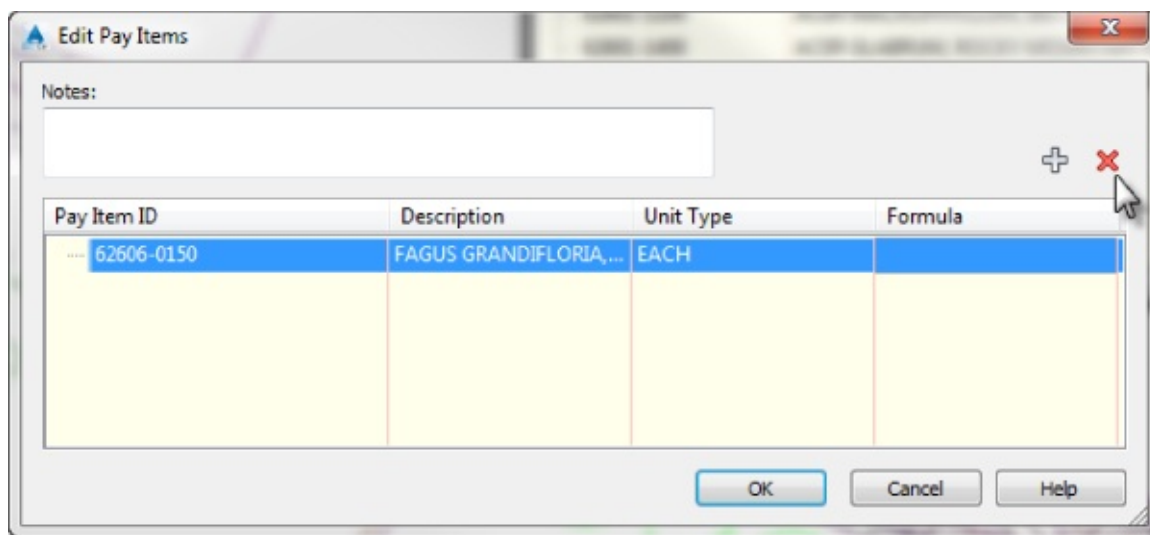 Edit Pay Items
Notes:
Pay Item ID Description Unit Type Formula
62606-0150 FAGUS GRANDIFLORIA,... EACH
OK Cancel Help